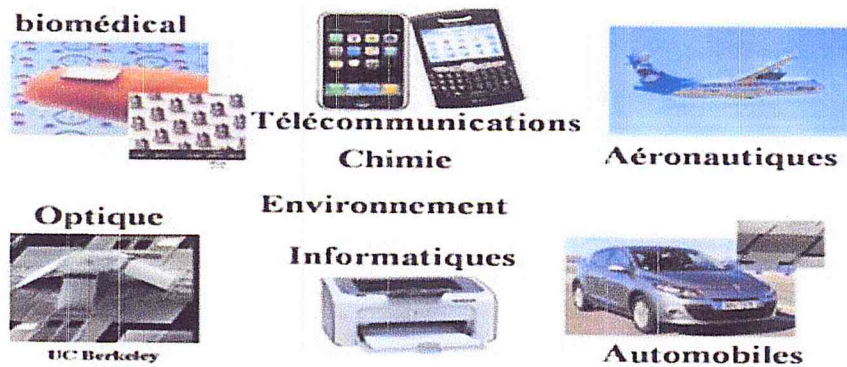 biomédical
Télécommunications
Chimie
Aéronautiques
Optique
Environnement
Informatiques
UC Berkeley
Automobiles